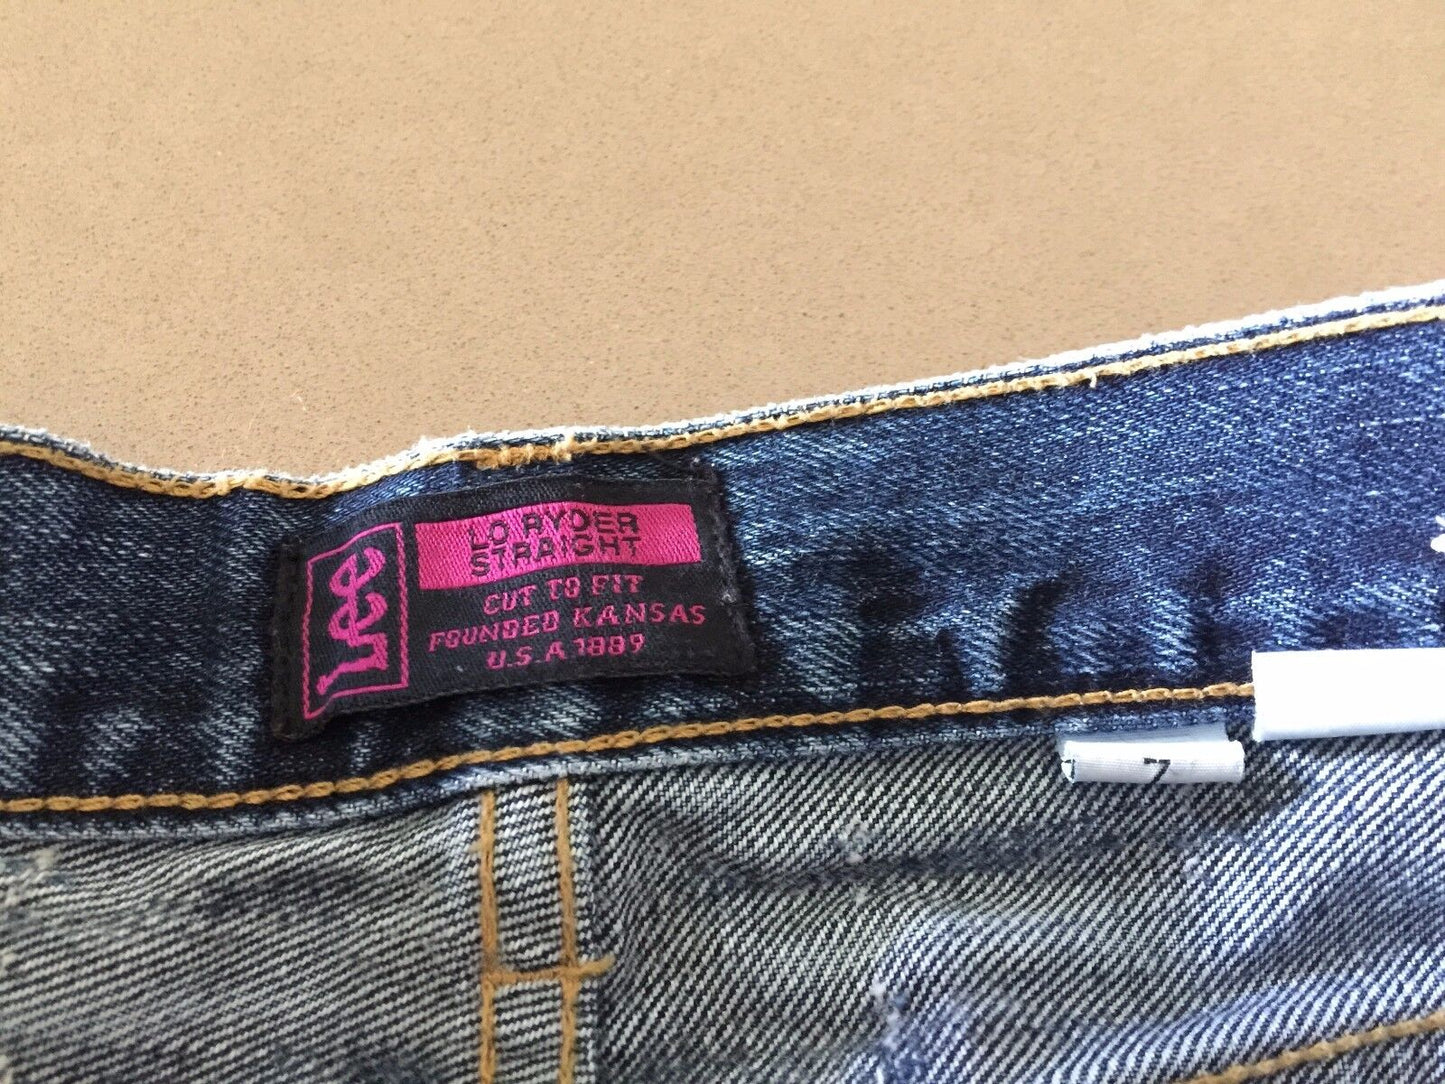 Lee
LO RYDER
STRAIGHT
CUT TO FIT
FOUNDED KANSAS
U.S.A 1889
7